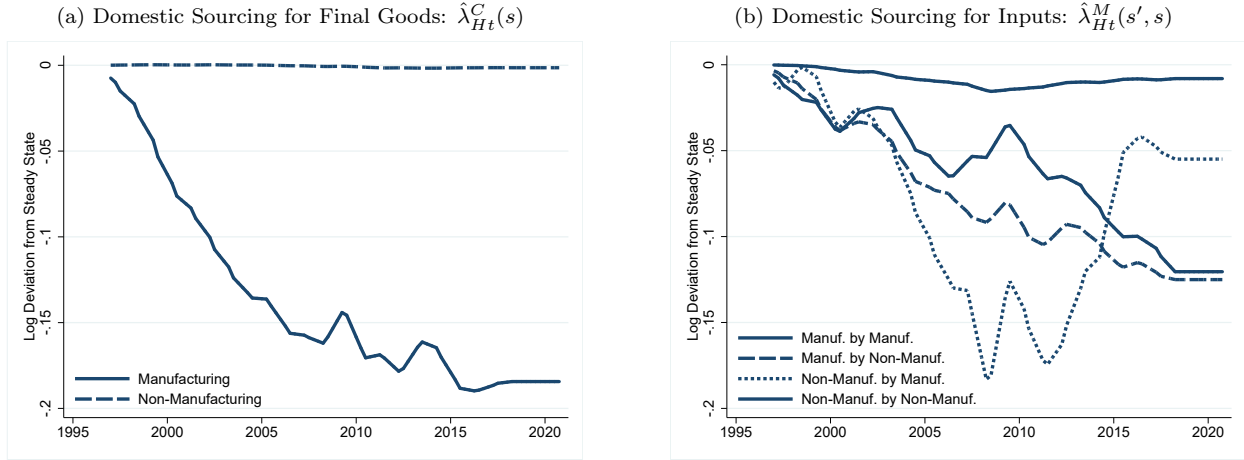 (a) Domestic Sourcing for Final Goods: λ̂^C_{Ht}(s)
Log Deviation from Steady State
0
-.05
-.1
-.15
-.2
Manufacturing
Non-Manufacturing
1995 2000 2005 2010 2015 2020
(b) Domestic Sourcing for Inputs: λ̂^M_{Ht}(s′, s)
Log Deviation from Steady State
0
-.05
-.1
-.15
-.2
Manuf. by Manuf.
Manuf. by Non-Manuf.
Non-Manuf. by Manuf.
Non-Manuf. by Non-Manuf.
1995 2000 2005 2010 2015 2020